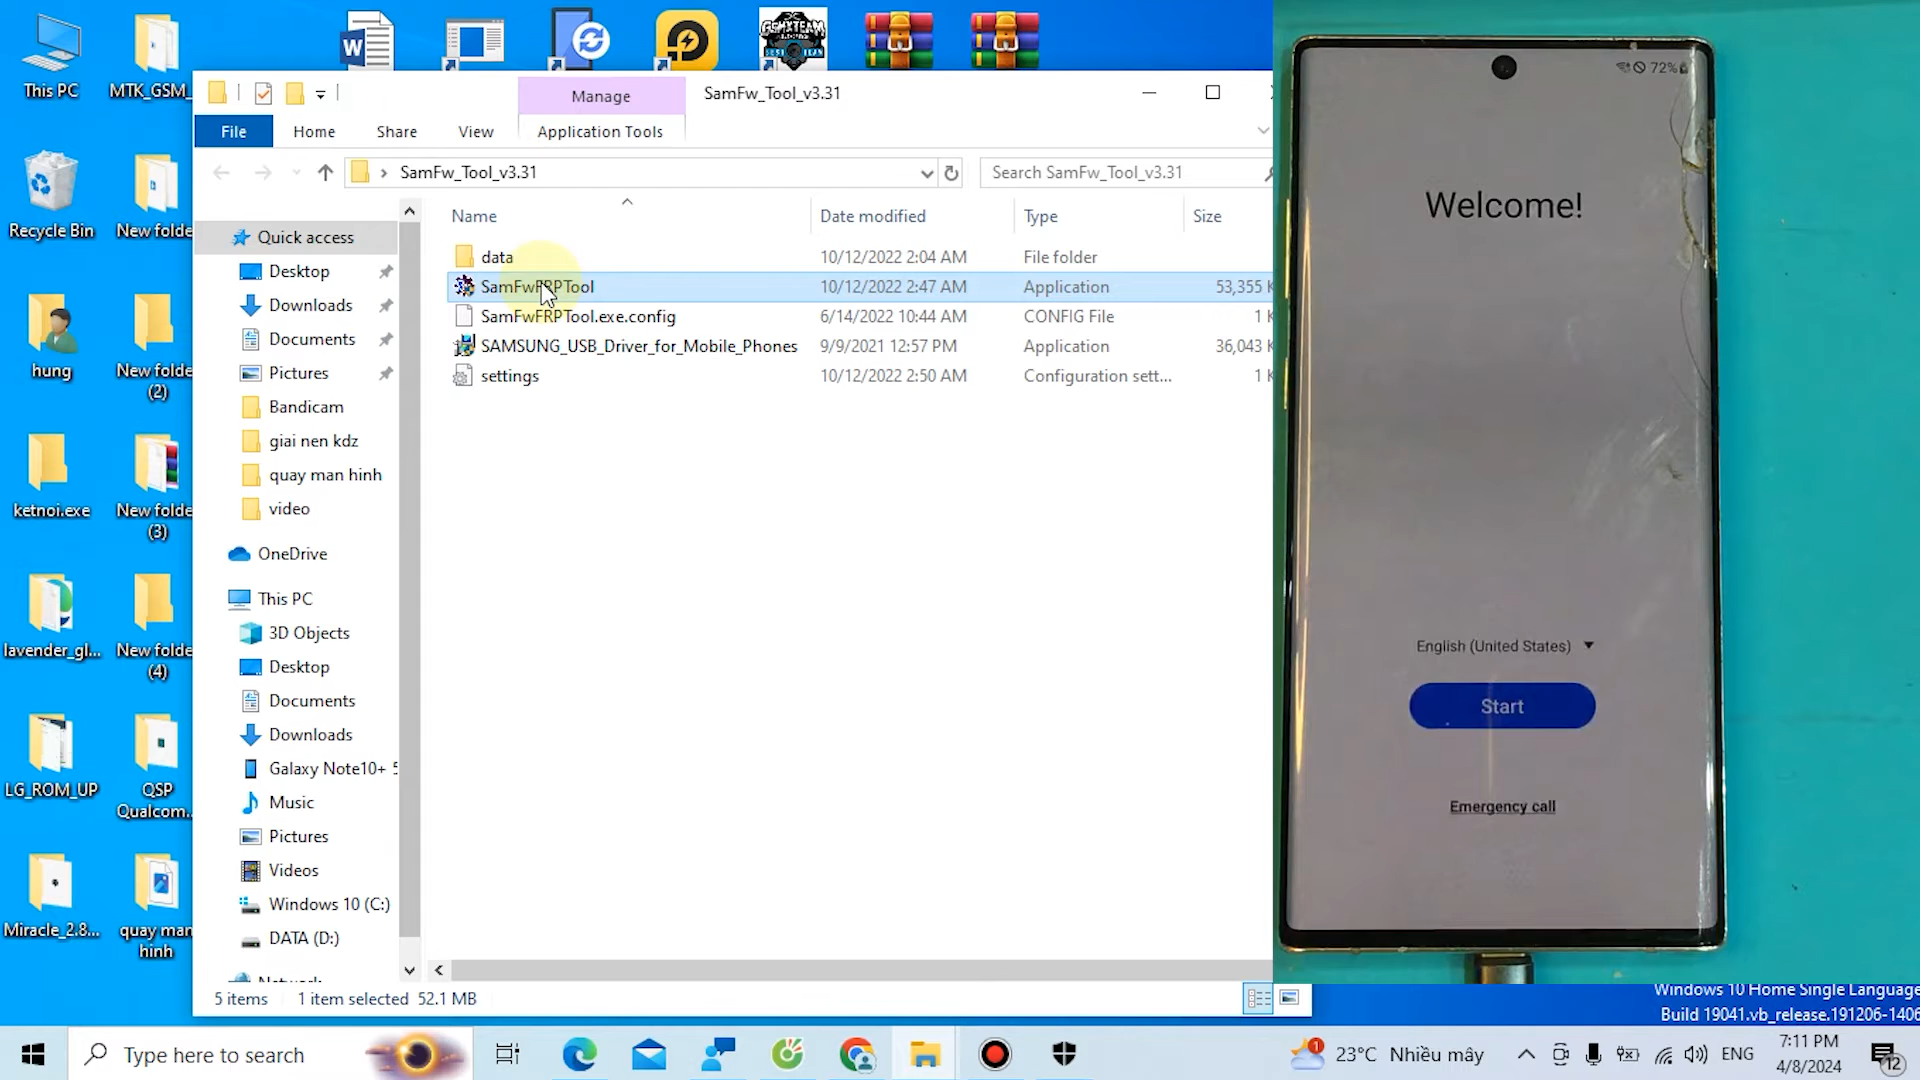 This PC
MTK_GSM_
W
GSMXTEAM
Manage
SamFw_Tool_v3.31
File
Home
Share
View
Application Tools
SamFw_Tool_v3.31
Search SamFw_Tool_v3.31
Name
Date modified
Type
Size
data
10/12/2022 2:04 AM
File folder
SamFwFRPTool
10/12/2022 2:47 AM
Application
53,355 K
SamFwFRPTool.exe.config
6/14/2022 10:44 AM
CONFIG File
1 K
SAMSUNG_USB_Driver_for_Mobile_Phones
9/9/2021 12:57 PM
Application
36,043 K
settings
10/12/2022 2:50 AM
Configuration sett...
1 K
Quick access
Desktop
Downloads
Documents
Pictures
Bandicam
giai nen kdz
quay man hinh
video
OneDrive
This PC
3D Objects
Desktop
Documents
Downloads
Galaxy Note10+ 5
Music
Pictures
Videos
Windows 10 (C:)
DATA (D:)
Network
5 items
1 item selected 52.1 MB
Recycle Bin
New folde
hung
New folde
(2)
ketnoi.exe
New folde
(3)
lavender_gl...
New folde
(4)
LG_ROM_UP
QSP
Qualcom...
Miracle_2.8...
quay man
hinh
72%
Welcome!
English (United States)
Start
Emergency call
Windows 10 Home Single Language
Build 19041.vb_release.191206-1406
Type here to search
1
23°C Nhiều mây
ENG
7:11 PM
4/8/2024
12